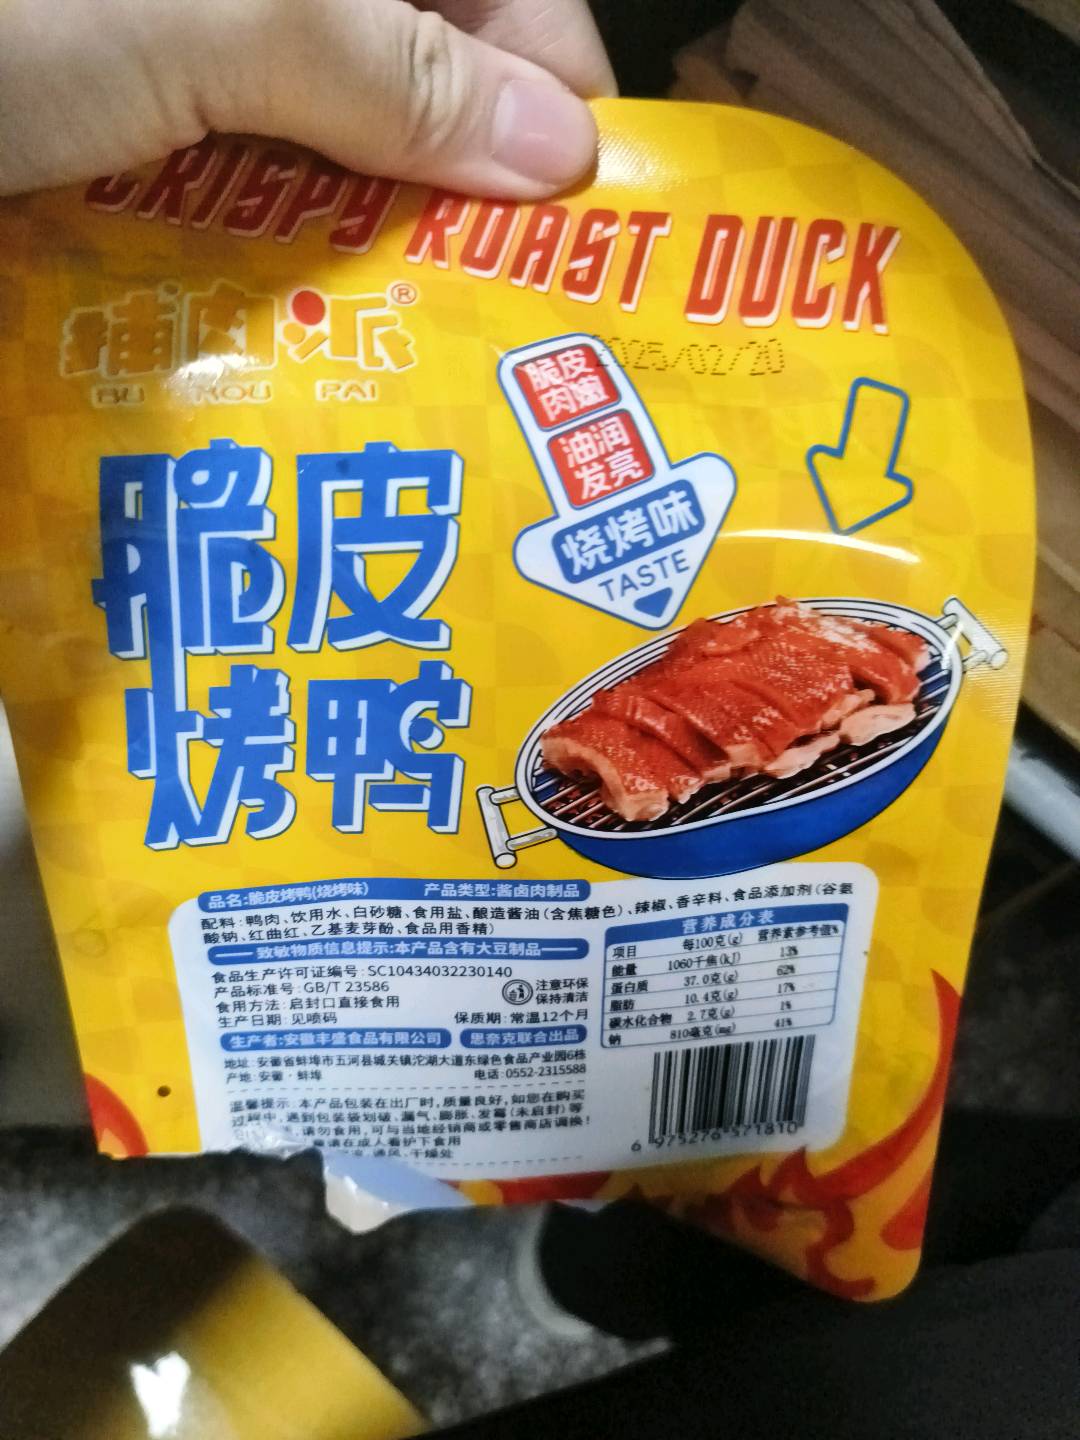 CRISPY ROAST DUCK
捕肉派®
BU ROU PAI
2025/02/20
脆皮
肉嫩
油润
发亮
烧烤味
TASTE
脆皮
烤鸭
品名:脆皮烤鸭(烧烤味) 产品类型:酱卤肉制品
配料:鸭肉、饮用水、白砂糖、食用盐、酿造酱油(含焦糖色)、辣椒、香辛料、食品添加剂(谷氨
酸钠、红曲红、乙基麦芽酚、食品用香精)
致敏物质信息提示:本产品含有大豆制品
食品生产许可证编号:SC10434032230140
产品标准号:GB/T 23586
食用方法:启封口直接食用
生产日期:见喷码 保质期:常温12个月
注意环保
保持清洁
生产者:安徽丰盛食品有限公司 思奈克联合出品
地址:安徽省蚌埠市五河县城关镇沱湖大道东绿色食品产业园6栋
产地:安徽·蚌埠 电话:0552-2315588
温馨提示:本产品包装在出厂时,质量良好,如您在购买
过程中,遇到包装袋划破、漏气、膨胀、发霉(未启封)等
请勿食用,可与当地经销商或零售商店调换!
请在成人看护下食用
通风、干燥处
营养成分表
项目 每100克(g) 营养素参考值%
能量 1060千焦(kJ) 13%
蛋白质 37.0克(g) 62%
脂肪 10.4克(g) 17%
碳水化合物 2.7克(g) 1%
钠 810毫克(mg) 41%
6 975276 571810